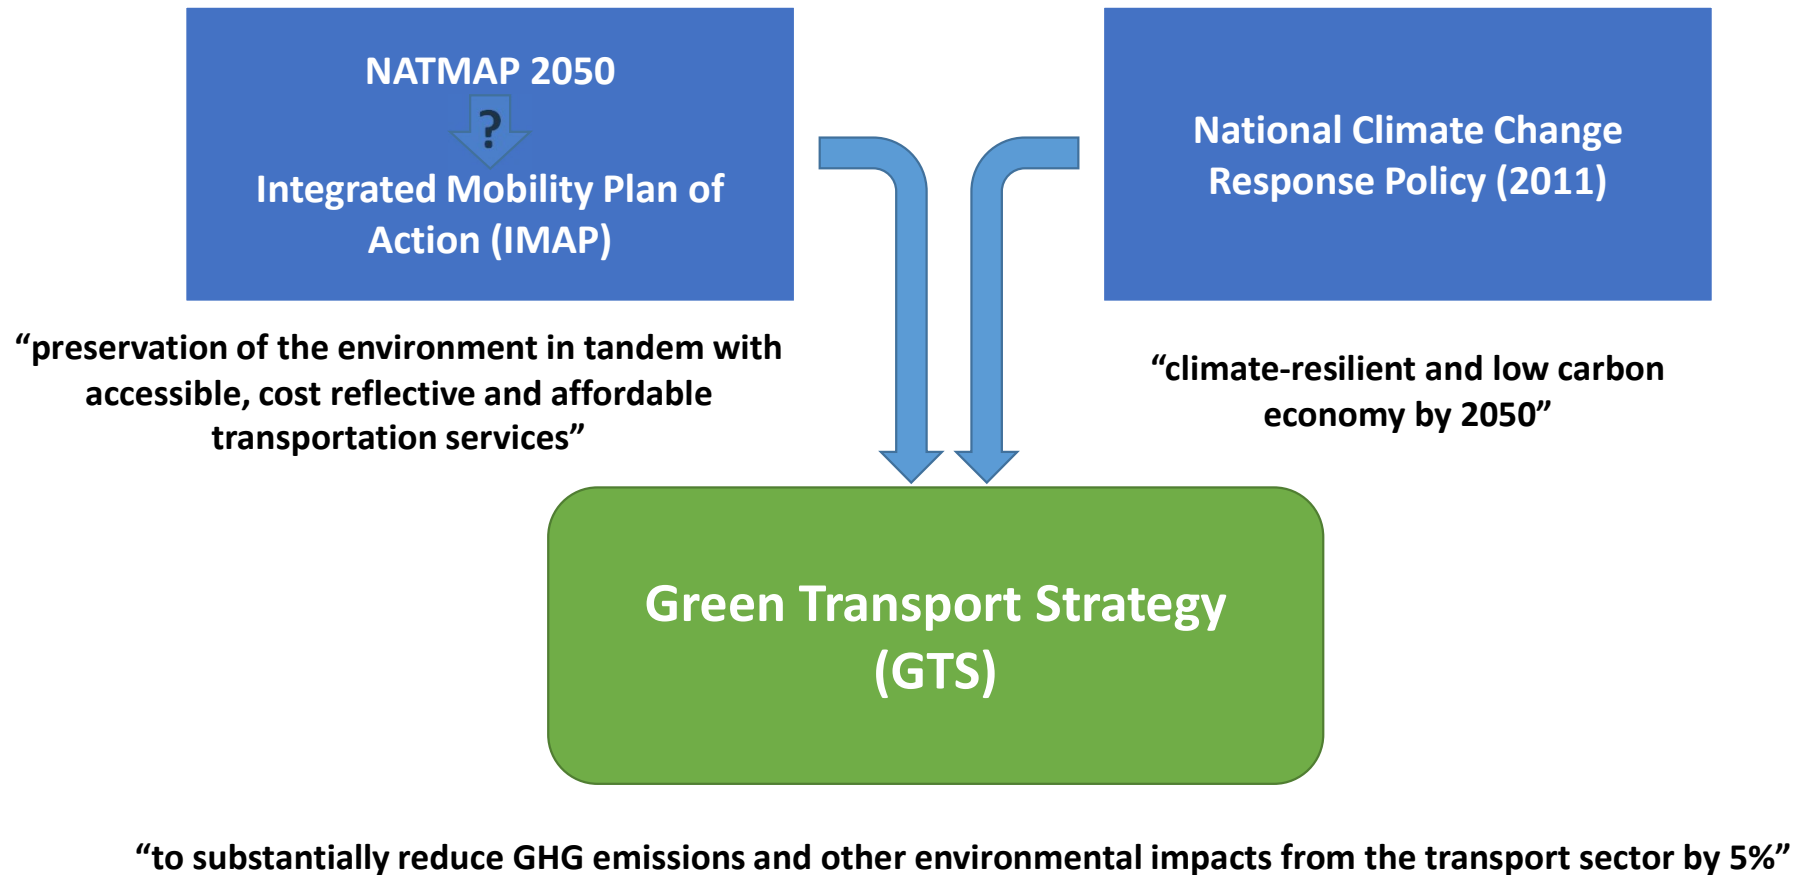 NATMAP 2050
?
Integrated Mobility Plan of
Action (IMAP)
National Climate Change
Response Policy (2011)
“preservation of the environment in tandem with
accessible, cost reflective and affordable
transportation services”
“climate-resilient and low carbon
economy by 2050”
Green Transport Strategy
(GTS)
“to substantially reduce GHG emissions and other environmental impacts from the transport sector by 5%”